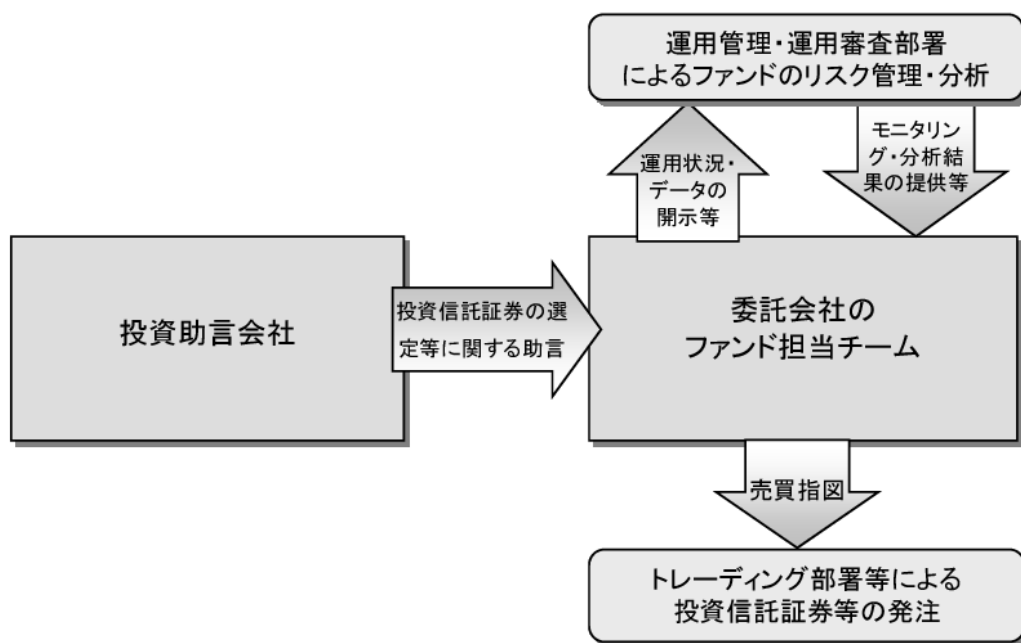 運用管理・運用審査部署
によるファンドのリスク管理・分析
運用状況・
データの
開示等
モニタリン
グ・分析結
果の提供等
投資助言会社
投資信託証券の選
定等に関する助言
委託会社の
ファンド担当チーム
売買指図
トレーディング部署等による
投資信託証券等の発注